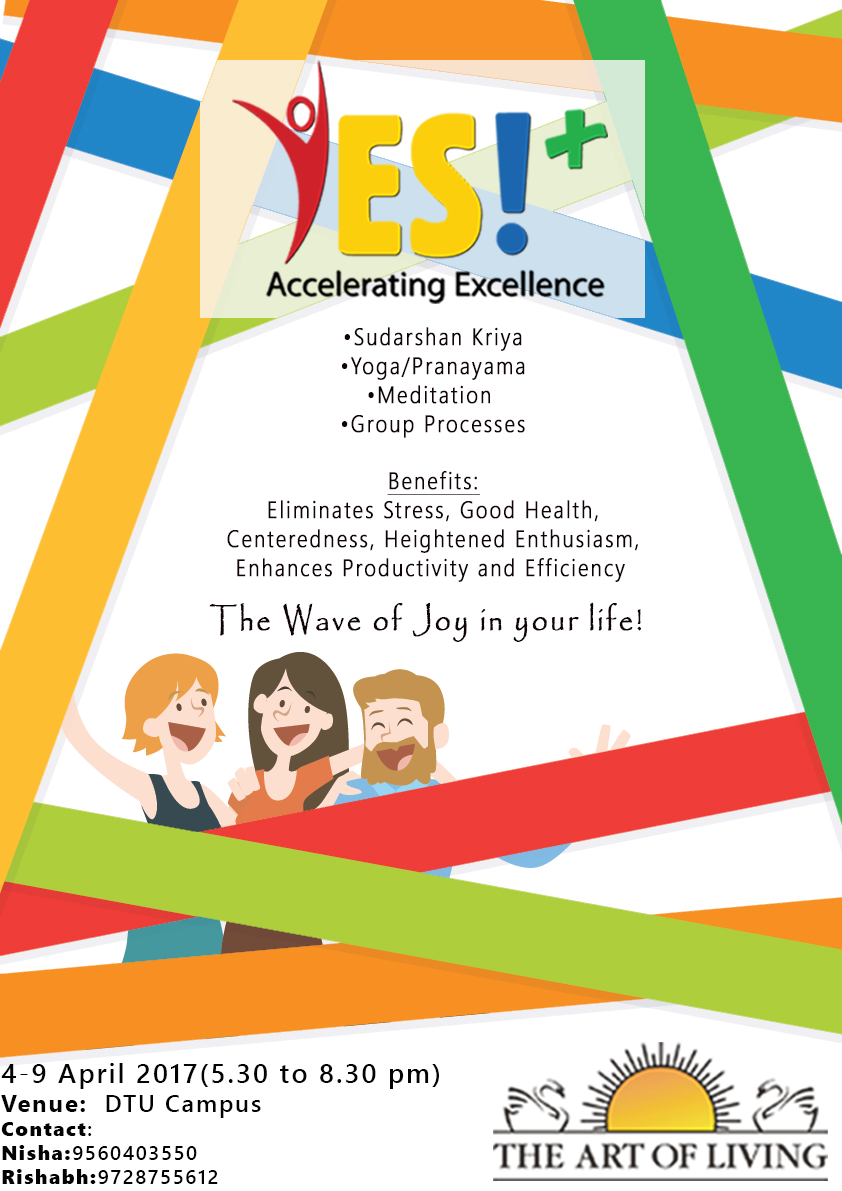 YES!+
Accelerating Excellence
•Sudarshan Kriya
•Yoga/Pranayama
•Meditation
•Group Processes
Benefits:
Eliminates Stress, Good Health,
Centeredness, Heightened Enthusiasm,
Enhances Productivity and Efficiency
The Wave of Joy in your life!
4-9 April 2017(5.30 to 8.30 pm)
Venue: DTU Campus
Contact:
Nisha:9560403550
Rishabh:9728755612
THE ART OF LIVING